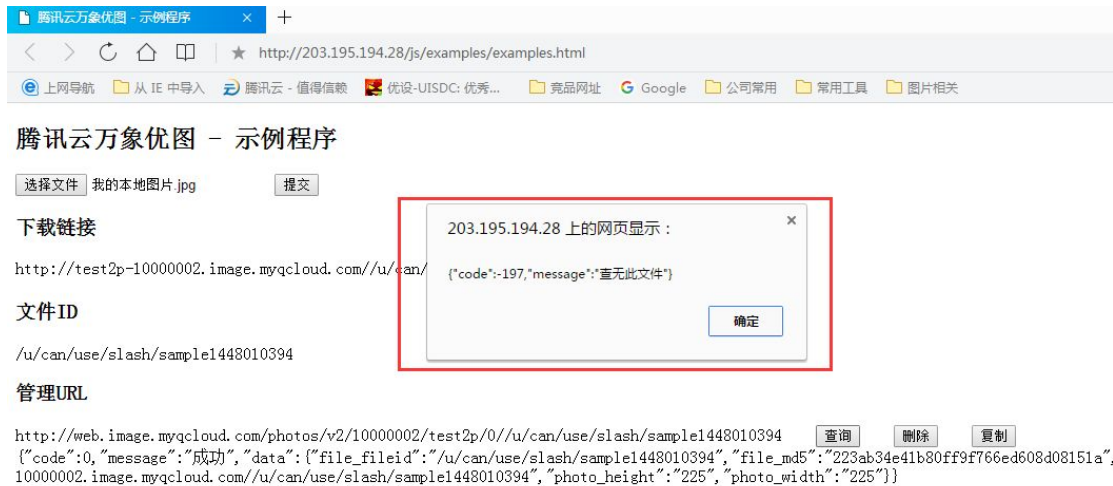 腾讯云万象优图 - 示例程序
http://203.195.194.28/js/examples/examples.html
上网导航 从 IE 中导入 腾讯云 - 值得信赖 优设-UISDC: 优秀... 竞品网址 Google 公司常用 常用工具 图片相关
腾讯云万象优图 - 示例程序
选择文件 我的本地图片.jpg 提交
下载链接
http://test2p-10000002.image.myqcloud.com//u/can/
203.195.194.28 上的网页显示：
{"code":-197,"message":"查无此文件"}
确定
文件ID
/u/can/use/slash/sample1448010394
管理URL
http://web.image.myqcloud.com/photos/v2/10000002/test2p/0//u/can/use/slash/sample1448010394 查询 删除 复制
{"code":0,"message":"成功","data":{"file_fileid":"/u/can/use/slash/sample1448010394","file_md5":"223ab34e41b80ff9f766ed608d08151a",
10000002.image.myqcloud.com//u/can/use/slash/sample1448010394","photo_height":"225","photo_width":"225"}}